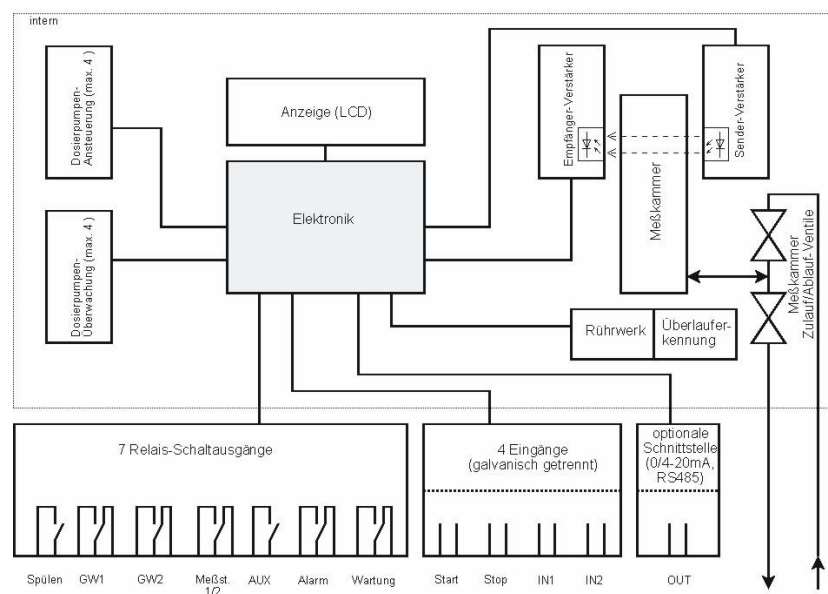 intern
Dosierpumpen-
Ansteuerung (max. 4 )
Anzeige (LCD)
Empfänger-Verstärker
Sender-Verstärker
Meßkammer
Elektronik
Dosierpumpen-
Überwachung (max. 4 )
Meßkammer
Zulauf/Ablauf-Ventile
Rührwerk
Überlaufer-
kennung
7 Relais-Schaltausgänge
4 Eingänge
(galvanisch getrennt)
optionale
Schnittstelle
(0/4-20mA,
RS485)
Spülen
GW1
GW2
Meßst.
1/2
AUX
Alarm
Wartung
Start
Stop
IN1
IN2
OUT